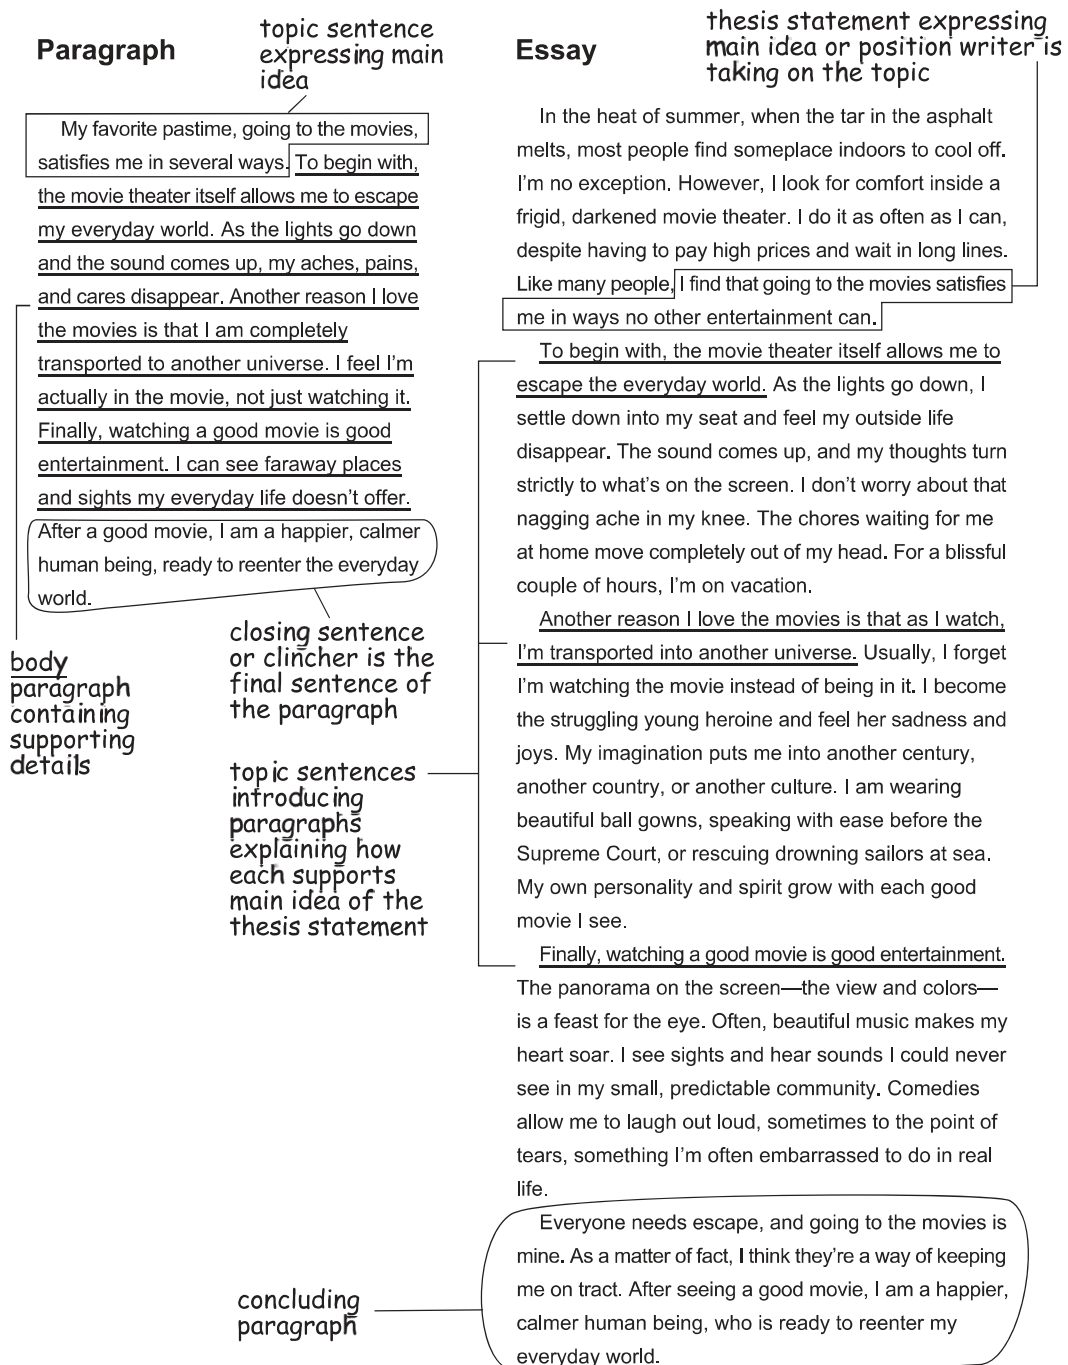 Paragraph
topic sentence
expressing main
idea
My favorite pastime, going to the movies,
satisfies me in several ways. To begin with,
the movie theater itself allows me to escape
my everyday world. As the lights go down
and the sound comes up, my aches, pains,
and cares disappear. Another reason I love
the movies is that I am completely
transported to another universe. I feel I'm
actually in the movie, not just watching it.
Finally, watching a good movie is good
entertainment. I can see faraway places
and sights my everyday life doesn't offer.
After a good movie, I am a happier, calmer
human being, ready to reenter the everyday
world.
closing sentence
or clincher is the
final sentence of
the paragraph
body
paragraph
containing
supporting
details
topic sentences
introducing
paragraphs
explaining how
each supports
main idea of the
thesis statement
concluding
paragraph
Essay
thesis statement expressing
main idea or position writer is
taking on the topic
In the heat of summer, when the tar in the asphalt
melts, most people find someplace indoors to cool off.
I'm no exception. However, I look for comfort inside a
frigid, darkened movie theater. I do it as often as I can,
despite having to pay high prices and wait in long lines.
Like many people, I find that going to the movies satisfies
me in ways no other entertainment can.
To begin with, the movie theater itself allows me to
escape the everyday world. As the lights go down, I
settle down into my seat and feel my outside life
disappear. The sound comes up, and my thoughts turn
strictly to what's on the screen. I don't worry about that
nagging ache in my knee. The chores waiting for me
at home move completely out of my head. For a blissful
couple of hours, I'm on vacation.
Another reason I love the movies is that as I watch,
I'm transported into another universe. Usually, I forget
I'm watching the movie instead of being in it. I become
the struggling young heroine and feel her sadness and
joys. My imagination puts me into another century,
another country, or another culture. I am wearing
beautiful ball gowns, speaking with ease before the
Supreme Court, or rescuing drowning sailors at sea.
My own personality and spirit grow with each good
movie I see.
Finally, watching a good movie is good entertainment.
The panorama on the screen—the view and colors—
is a feast for the eye. Often, beautiful music makes my
heart soar. I see sights and hear sounds I could never
see in my small, predictable community. Comedies
allow me to laugh out loud, sometimes to the point of
tears, something I'm often embarrassed to do in real
life.
Everyone needs escape, and going to the movies is
mine. As a matter of fact, I think they're a way of keeping
me on tract. After seeing a good movie, I am a happier,
calmer human being, who is ready to reenter my
everyday world.